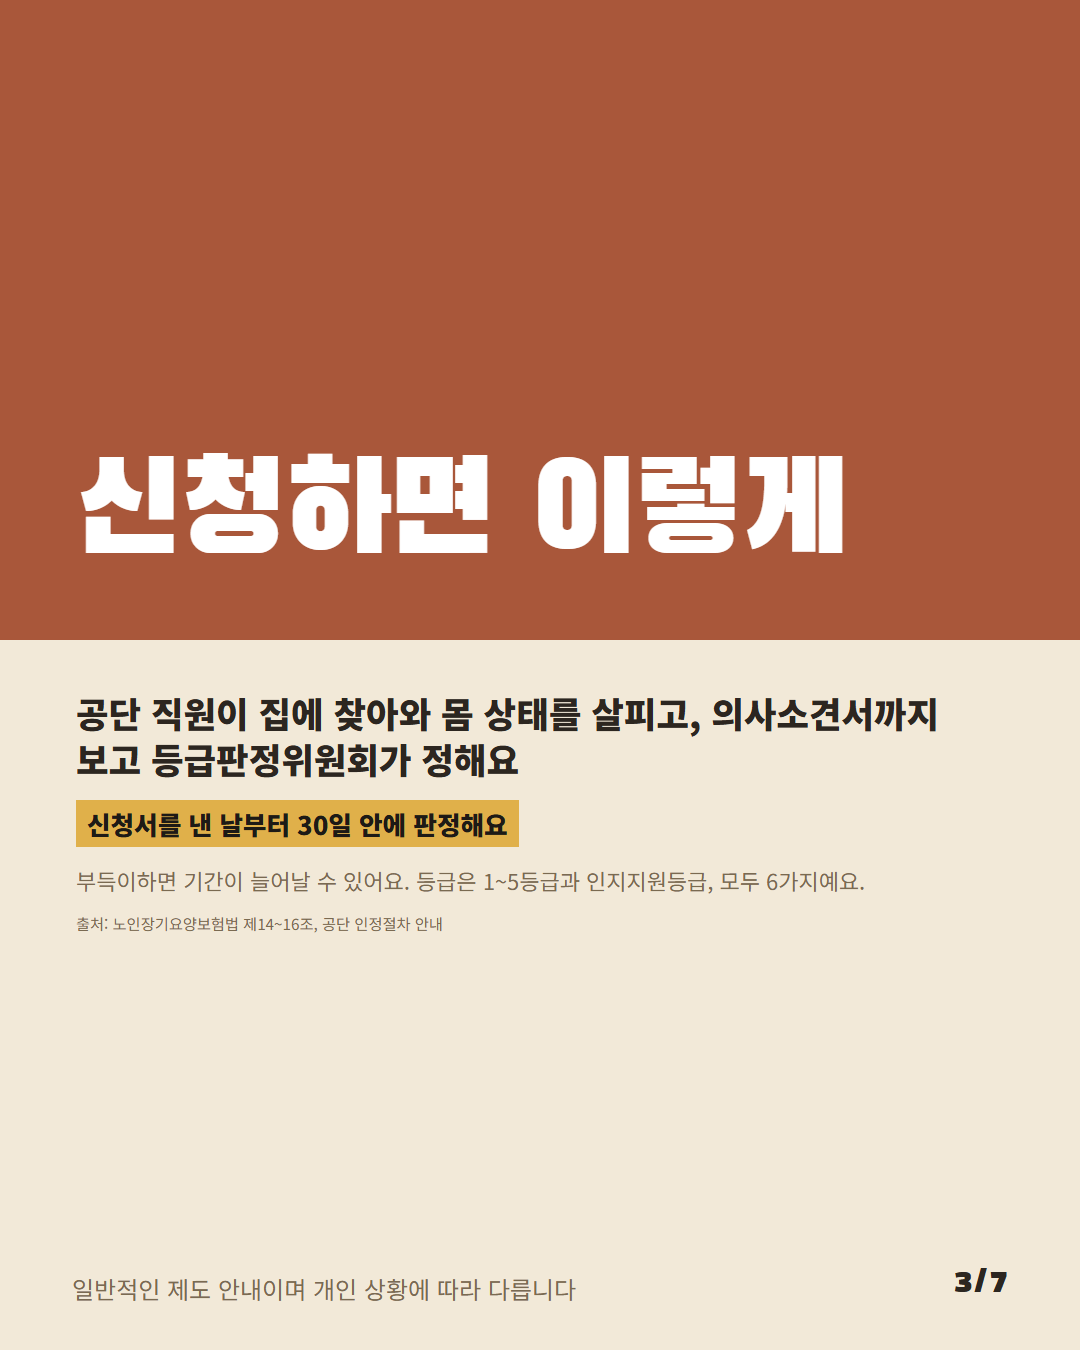 신청하면 이렇게
공단 직원이 집에 찾아와 몸 상태를 살피고, 의사소견서까지
보고 등급판정위원회가 정해요
신청서를 낸 날부터 30일 안에 판정해요
부득이하면 기간이 늘어날 수 있어요. 등급은 1~5등급과 인지지원등급, 모두 6가지예요.
출처: 노인장기요양보험법 제14~16조, 공단 인정절차 안내
일반적인 제도 안내이며 개인 상황에 따라 다릅니다
3/7